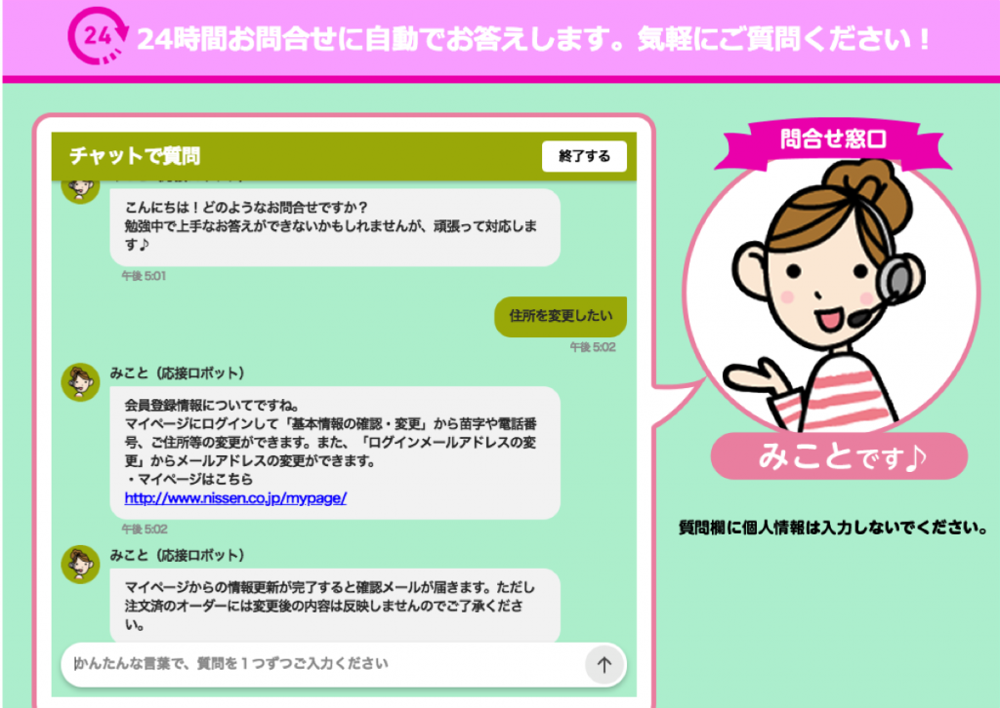 24
24時間お問合せに自動でお答えします。気軽にご質問ください！
チャットで質問
終了する
こんにちは！どのようなお問合せですか？
勉強中で上手なお答えができないかもしれませんが、頑張って対応しま
す♪
午後 5:01
住所を変更したい
午後 5:02
みこと（応接ロボット）
会員登録情報についてですね。
マイページにログインして「基本情報の確認・変更」から苗字や電話番
号、ご住所等の変更ができます。また、「ログインメールアドレスの変
更」からメールアドレスの変更ができます。
・マイページはこちら
http://www.nissen.co.jp/mypage/
午後 5:02
みこと（応接ロボット）
マイページからの情報更新が完了すると確認メールが届きます。ただし
注文済のオーダーには変更後の内容は反映しませんのでご了承くださ
い。
かんたんな言葉で、質問を１つずつご入力ください
問合せ窓口
みことです♪
質問欄に個人情報は入力しないでください。